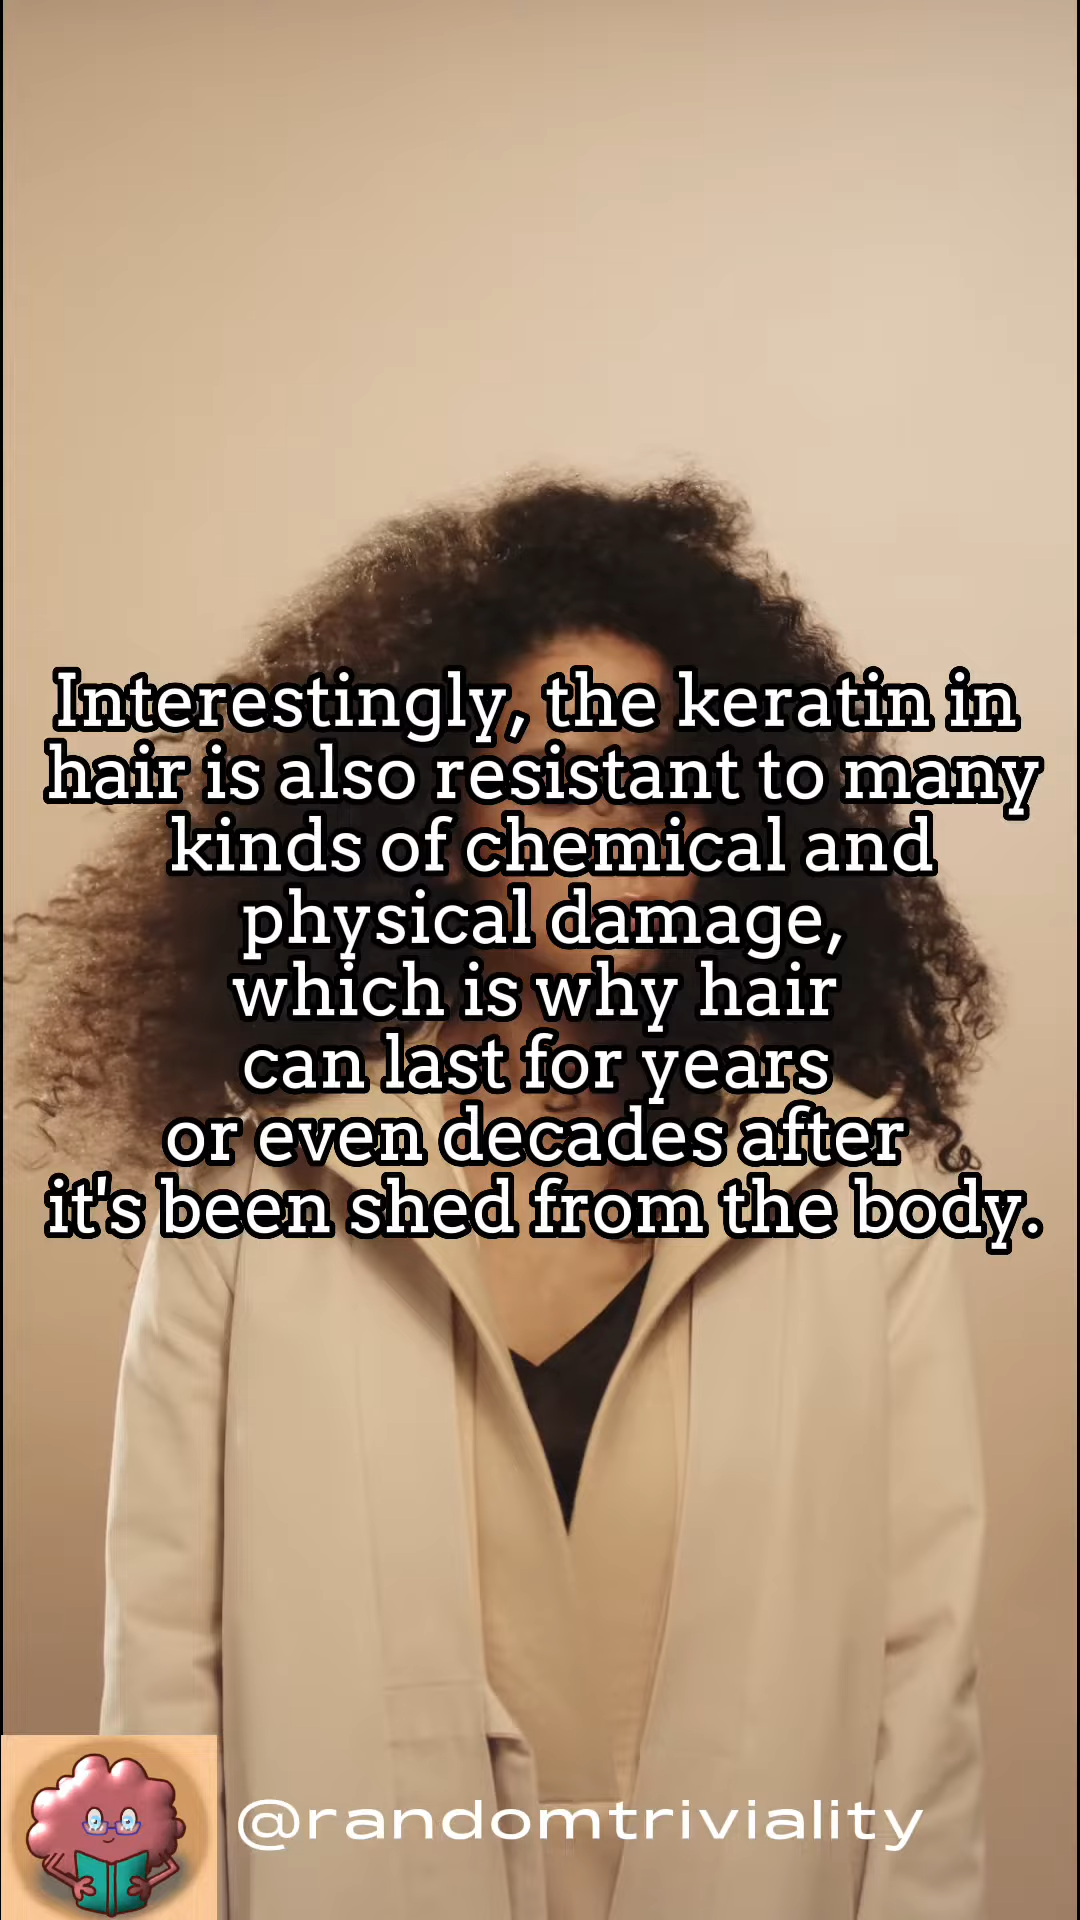 Interestingly, the keratin in
hair is also resistant to many
kinds of chemical and
physical damage,
which is why hair
can last for years
or even decades after
it's been shed from the body.
@randomtriviality